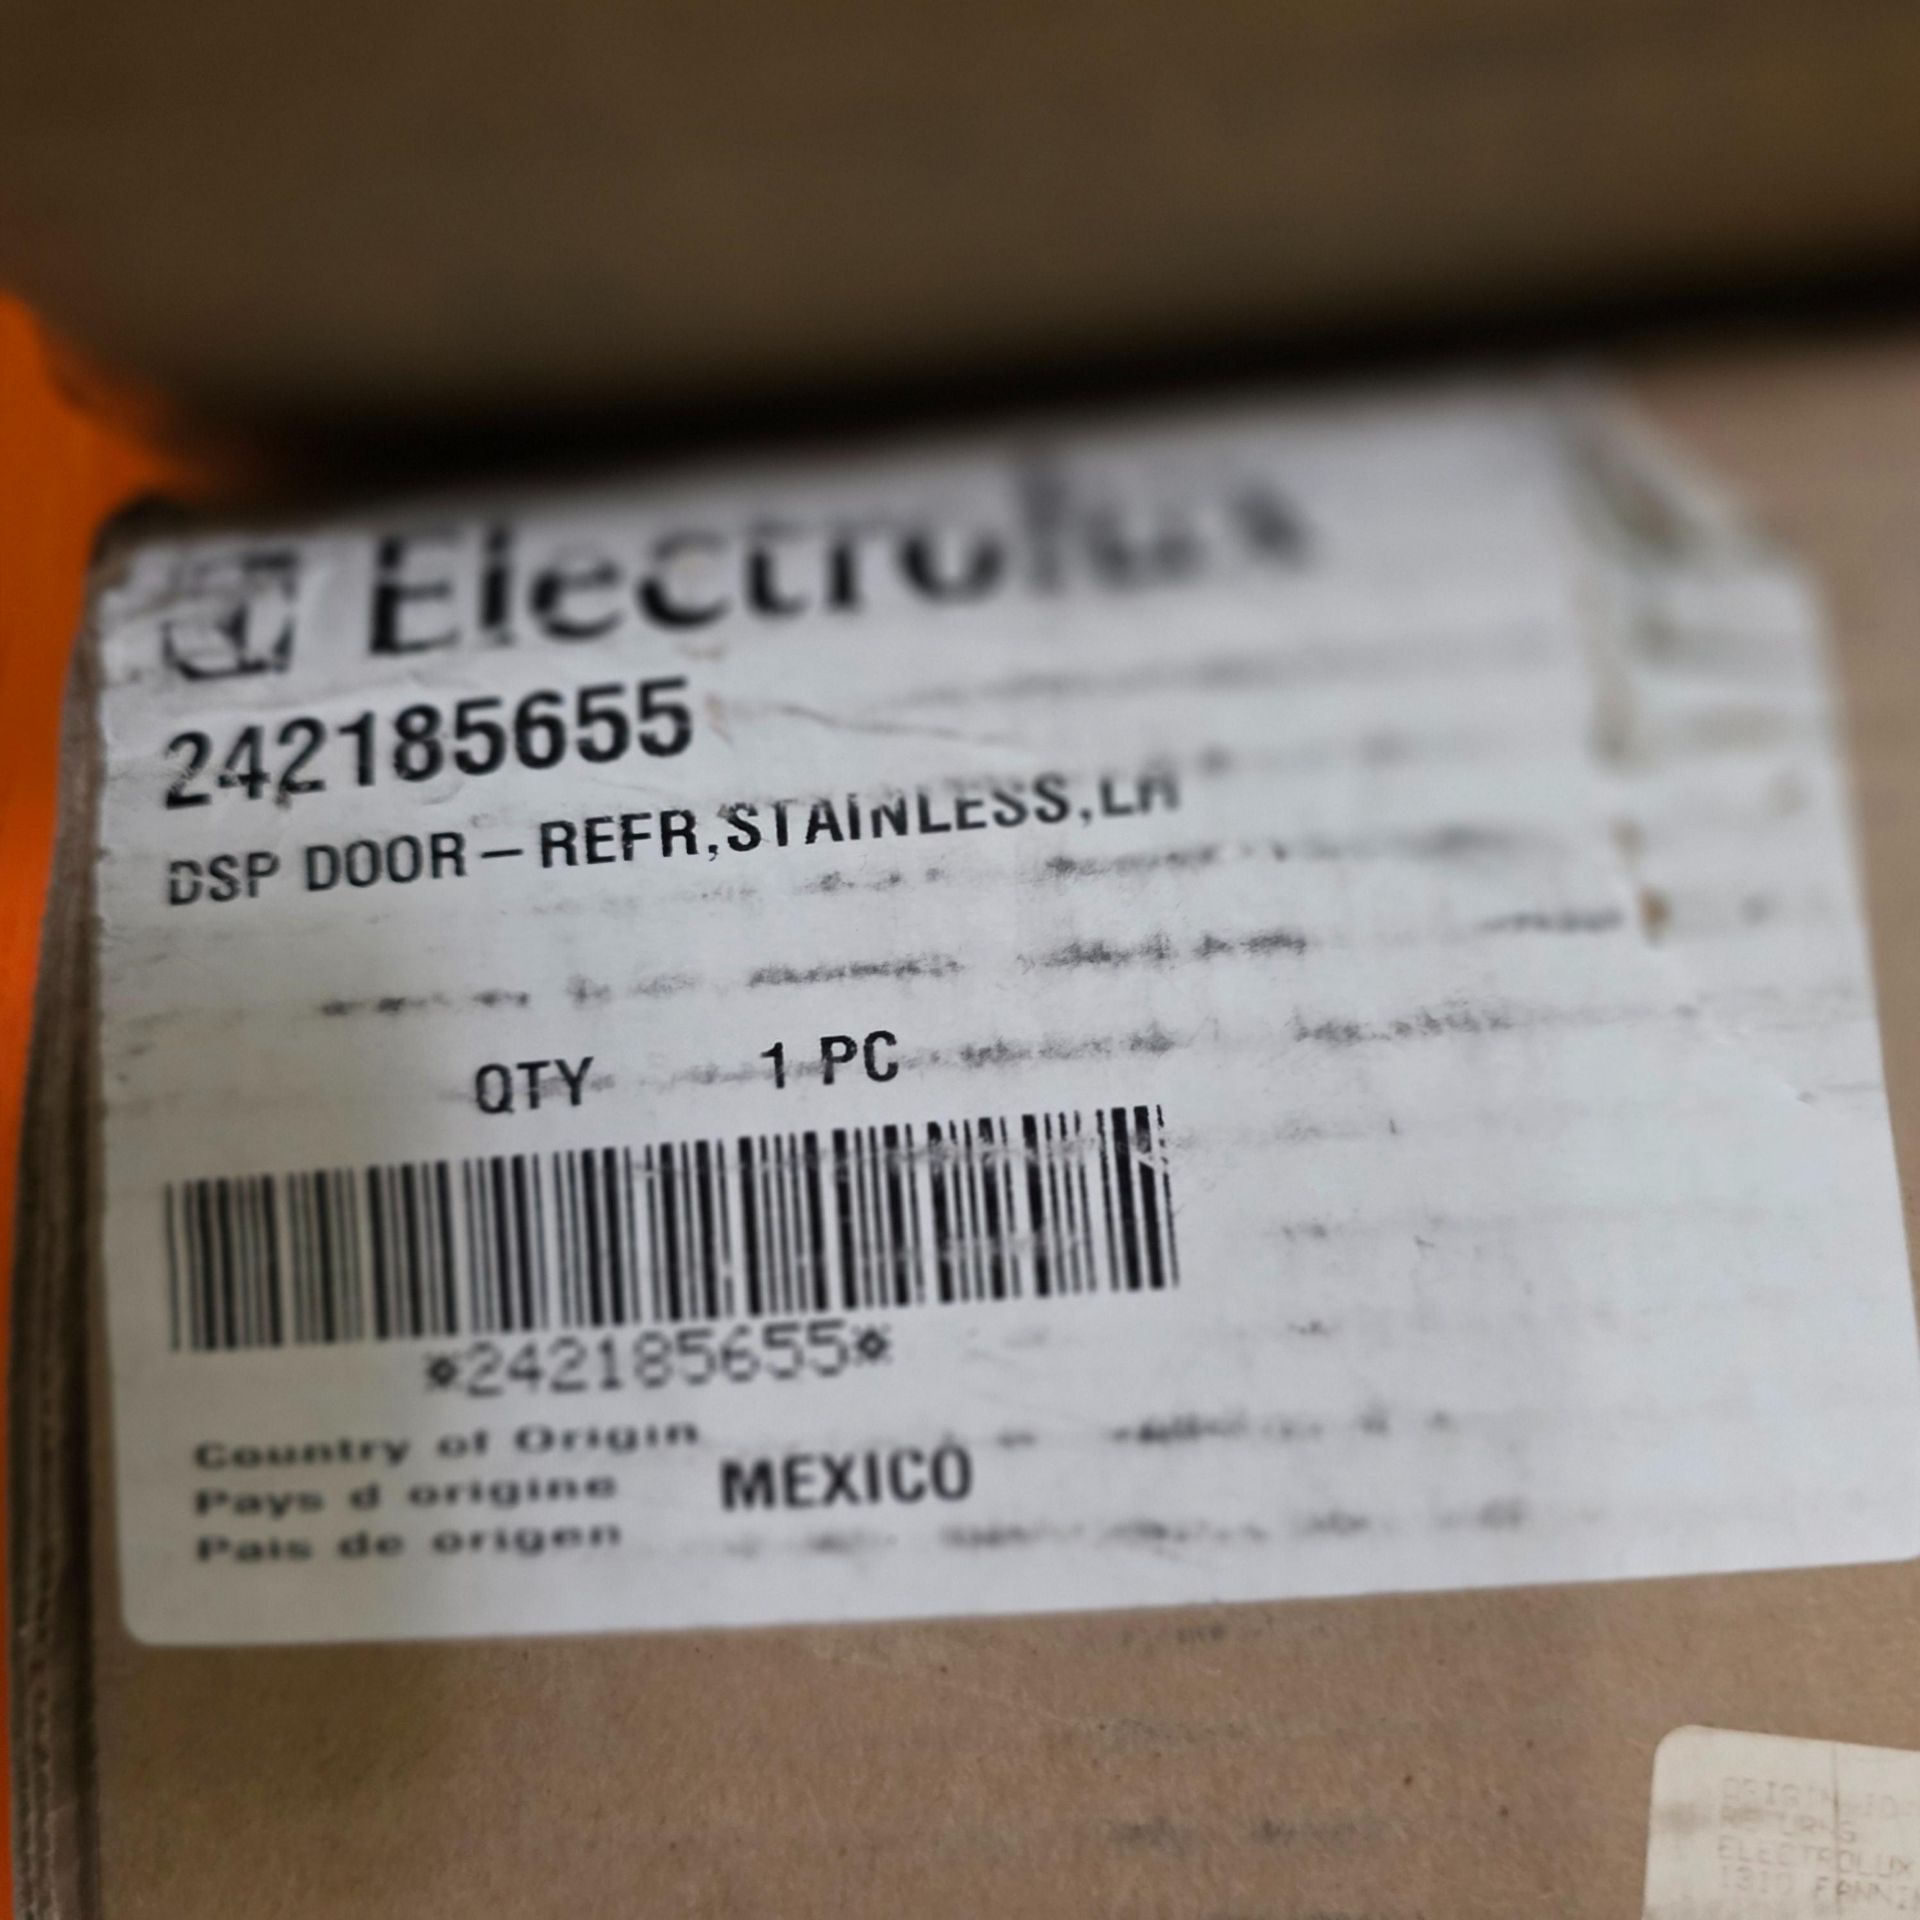 Electrolux
242185655
DSP DOOR-REFR,STAINLESS,LH
QTY 1 PC
*242185655*
Country of Origin
Pays d origine MEXICO
Pais de origen
ELECTROLUX